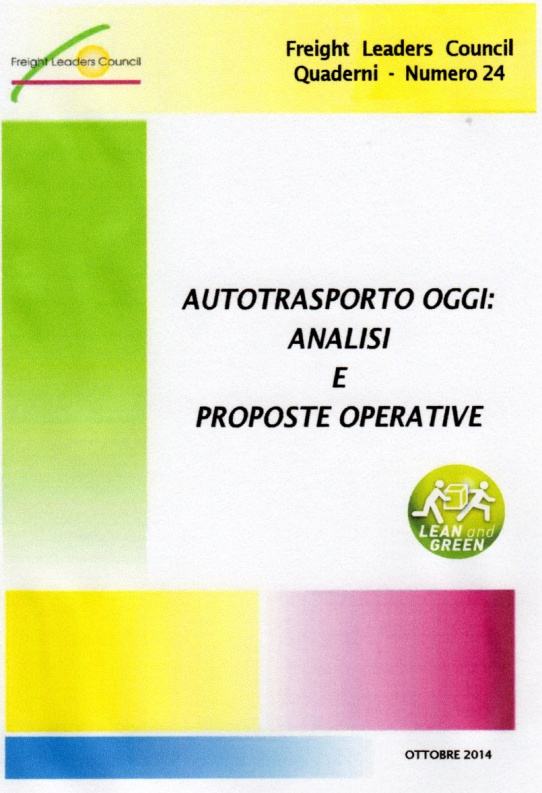 Freight Leaders Council
Freight Leaders Council
Quaderni - Numero 24
AUTOTRASPORTO OGGI:
ANALISI
E
PROPOSTE OPERATIVE
LEAN and
GREEN
OTTOBRE 2014